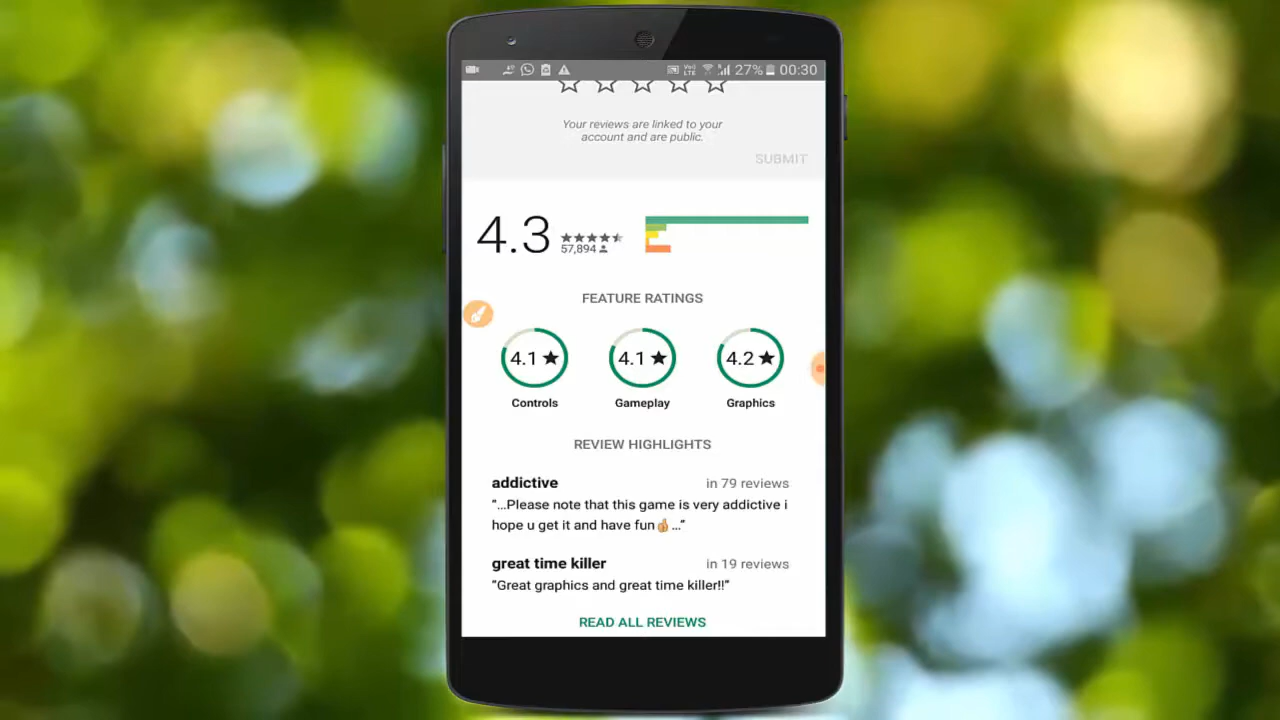 27% 00:30
Your reviews are linked to your
account and are public.
SUBMIT
4.3
57,894
FEATURE RATINGS
4.1 4.1 4.2
Controls Gameplay Graphics
REVIEW HIGHLIGHTS
addictive in 79 reviews
“...Please note that this game is very addictive i
hope u get it and have fun👍...”
great time killer in 19 reviews
“Great graphics and great time killer!!”
READ ALL REVIEWS